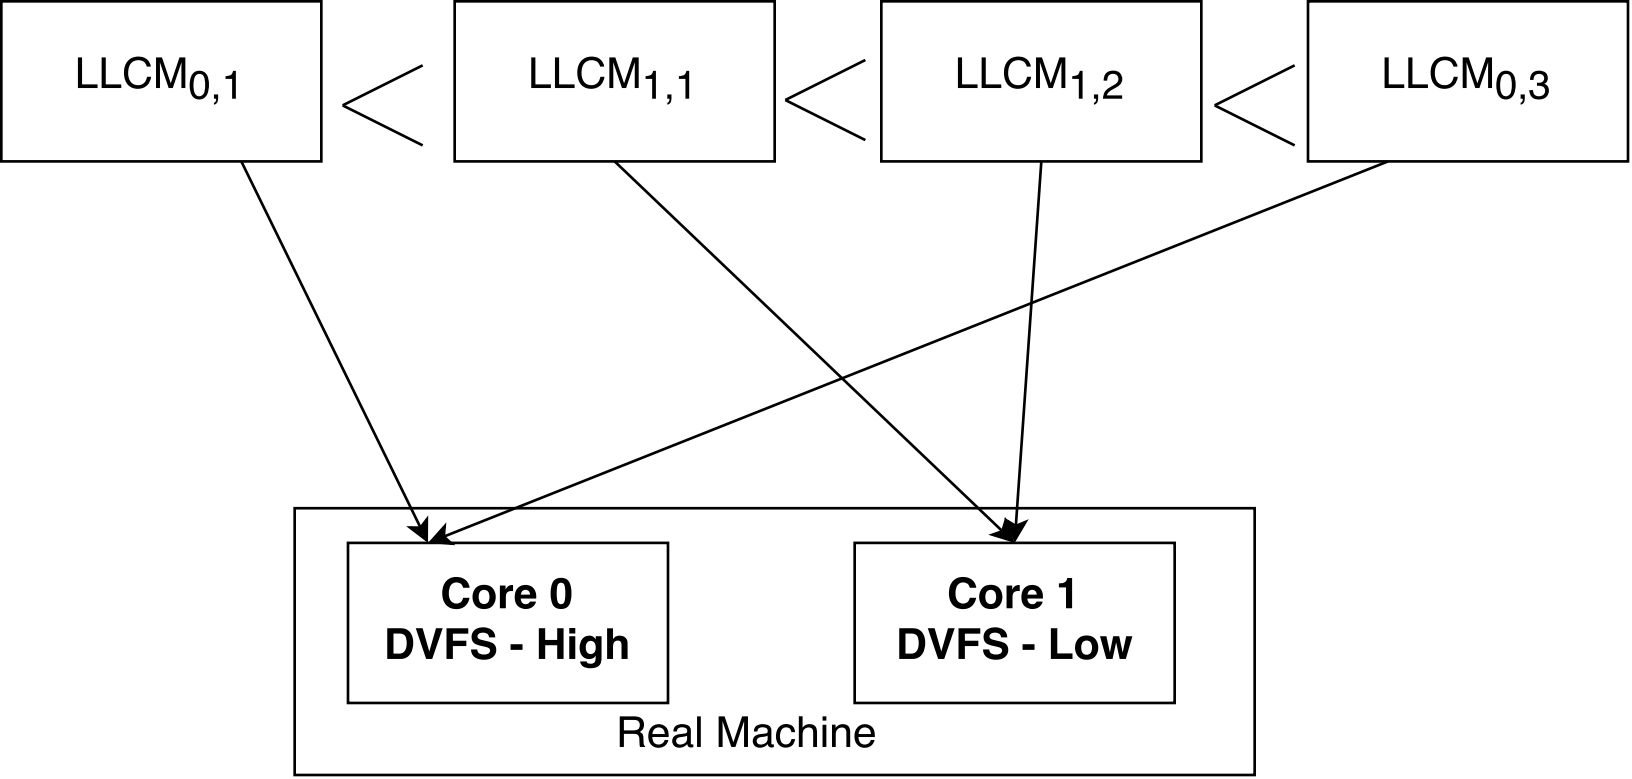 LLCM0,1 < LLCM1,1 < LLCM1,2 < LLCM0,3
Core 0
DVFS - High
Core 1
DVFS - Low
Real Machine